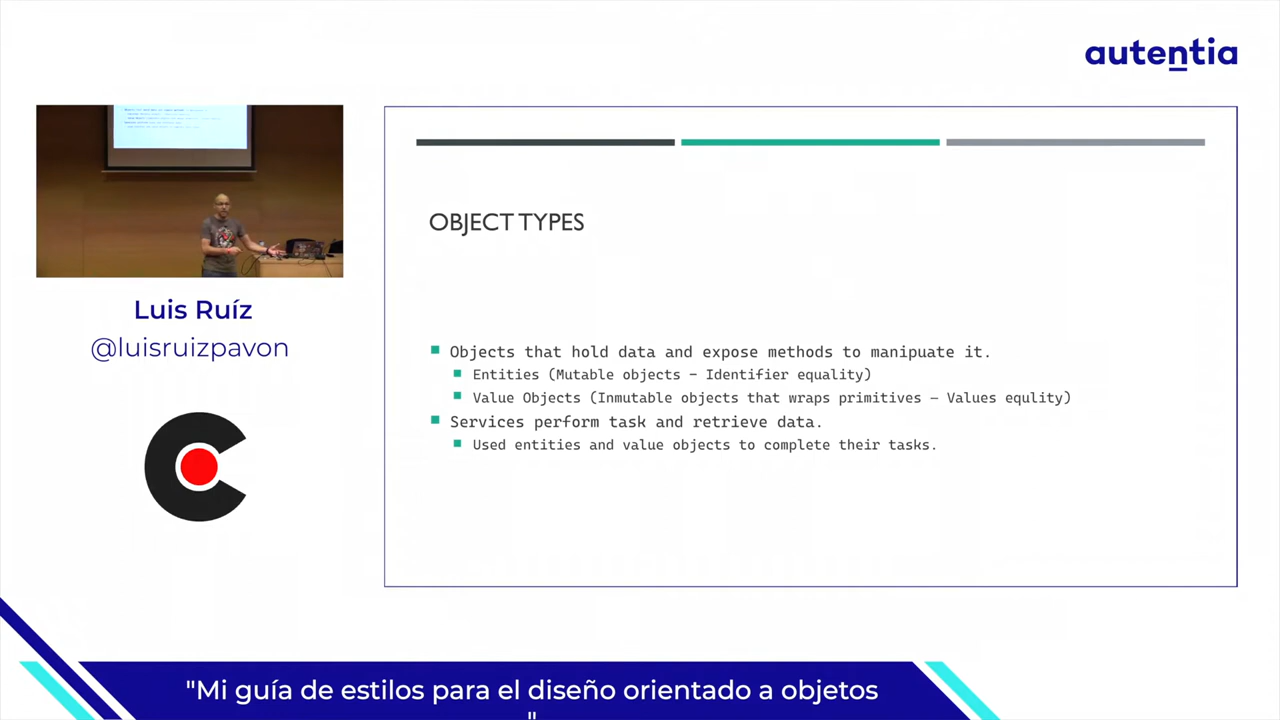 autentia
Luis Ruíz
@luisruizpavon
OBJECT TYPES
Objects that hold data and expose methods to manipuate it.
Entities (Mutable objects – Identifier equality)
Value Objects (Inmutable objects that wraps primitives – Values equlity)
Services perform task and retrieve data.
Used entities and value objects to complete their tasks.
"Mi guía de estilos para el diseño orientado a objetos
"